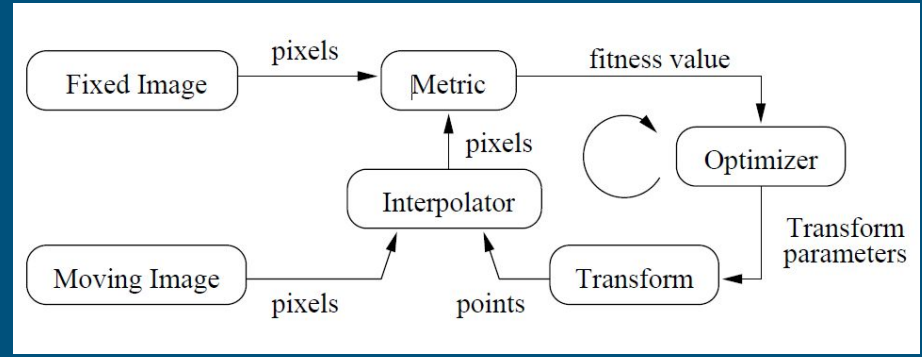 pixels
fitness value
Fixed Image
Metric
pixels
Optimizer
Interpolator
Transform
parameters
Moving Image
Transform
pixels
points